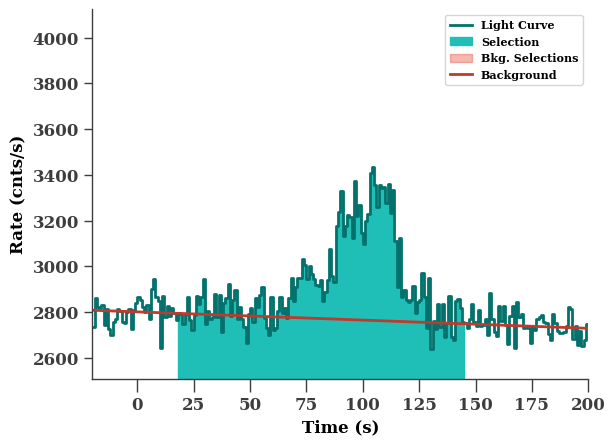 Light Curve
Selection
Bkg. Selections
Background
4000
3800
3600
3400
3200
3000
2800
2600
Rate (cnts/s)
0 25 50 75 100 125 150 175 200
Time (s)